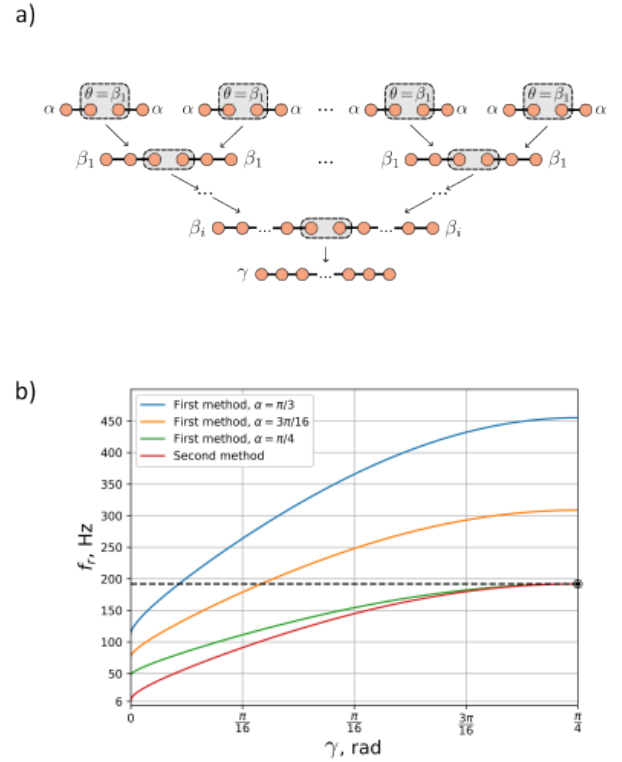 a)
θ = β₁ θ = β₁ θ = β₁ θ = β₁
α α α α ... α α α α
β₁ β₁ ... β₁ β₁
... ...
βᵢ ... ... βᵢ
γ ...
b)
First method, α = π/3
First method, α = 3π/16
First method, α = π/4
Second method
450
400
350
300
250
200
150
100
50
6
fᵣ, Hz
0 π/16 π/16 3π/16 π/4
γ, rad